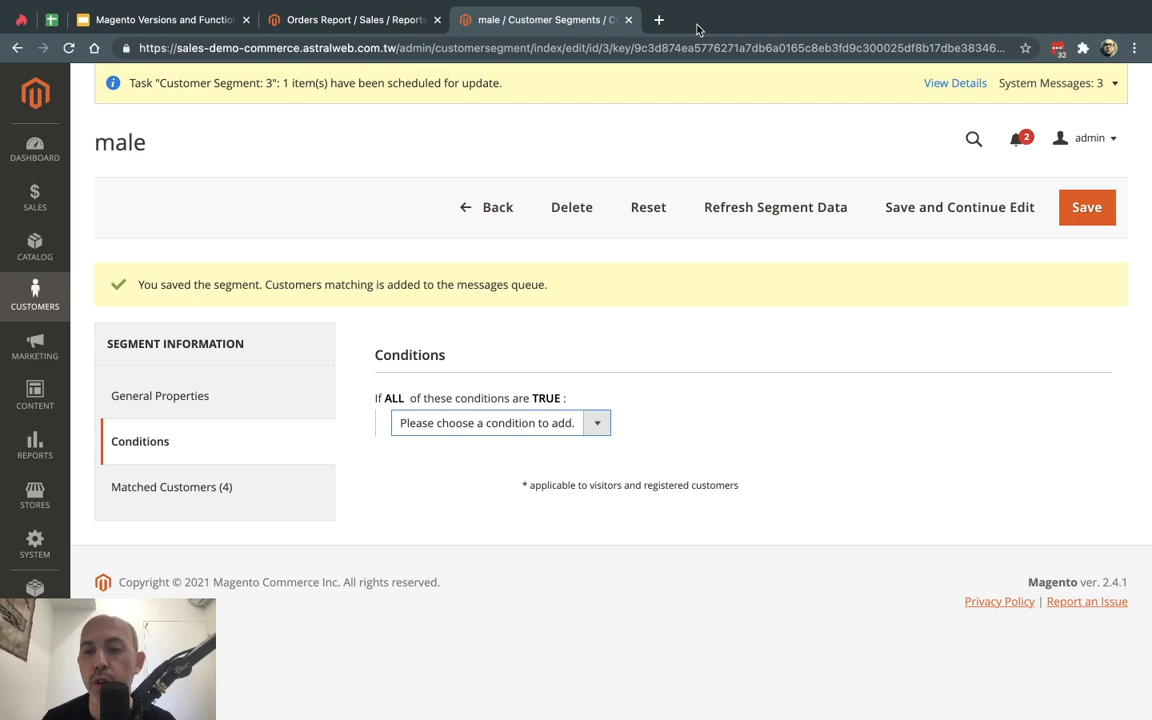 Magento Versions and Function
Orders Report / Sales / Reports
male / Customer Segments / C
https://sales-demo-commerce.astralweb.com.tw/admin/customersegment/index/edit/id/3/key/9c3d874ea5776271a7db6a0165c8eb3fd9c300025df8b17dbe38346...
32
Task "Customer Segment: 3": 1 item(s) have been scheduled for update.
View Details
System Messages: 3
male
2
admin
Back
Delete
Reset
Refresh Segment Data
Save and Continue Edit
Save
You saved the segment. Customers matching is added to the messages queue.
DASHBOARD
$
SALES
CATALOG
CUSTOMERS
MARKETING
CONTENT
REPORTS
STORES
SYSTEM
SEGMENT INFORMATION
General Properties
Conditions
Matched Customers (4)
Conditions
If ALL of these conditions are TRUE :
Please choose a condition to add.
* applicable to visitors and registered customers
Copyright © 2021 Magento Commerce Inc. All rights reserved.
Magento ver. 2.4.1
Privacy Policy | Report an Issue